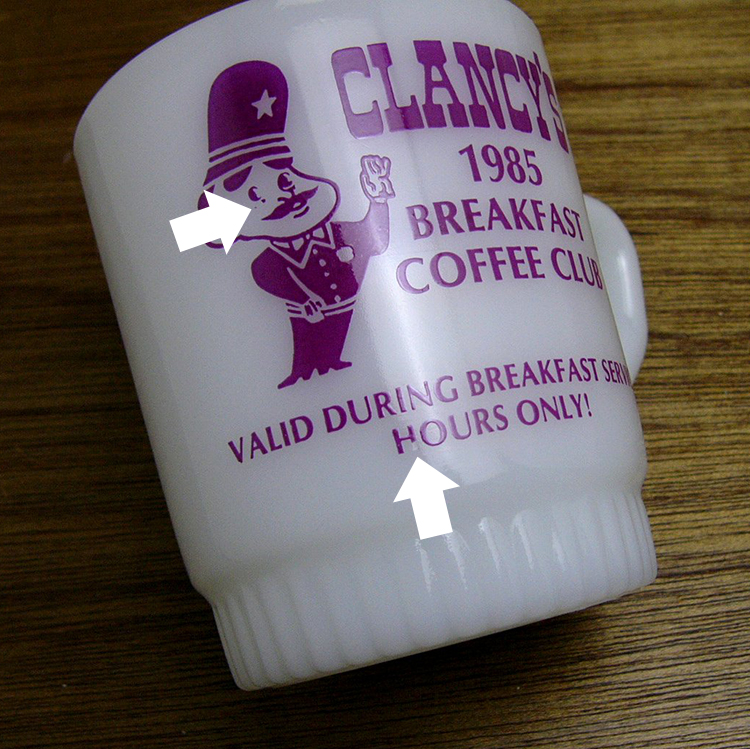 CLANCY'S
1985
BREAKFAST
COFFEE CLUB
VALID DURING BREAKFAST
HOURS ONLY!